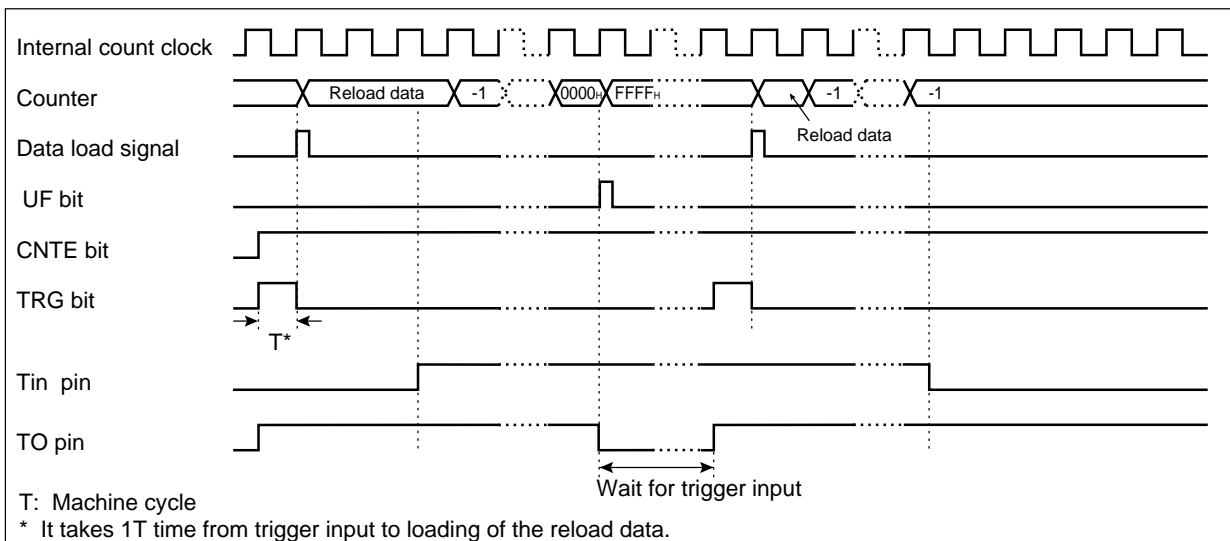 Internal count clock
Counter
Reload data
-1
0000H
FFFFH
-1
-1
Reload data
Data load signal
UF bit
CNTE bit
TRG bit
T*
Tin pin
TO pin
Wait for trigger input
T: Machine cycle
* It takes 1T time from trigger input to loading of the reload data.